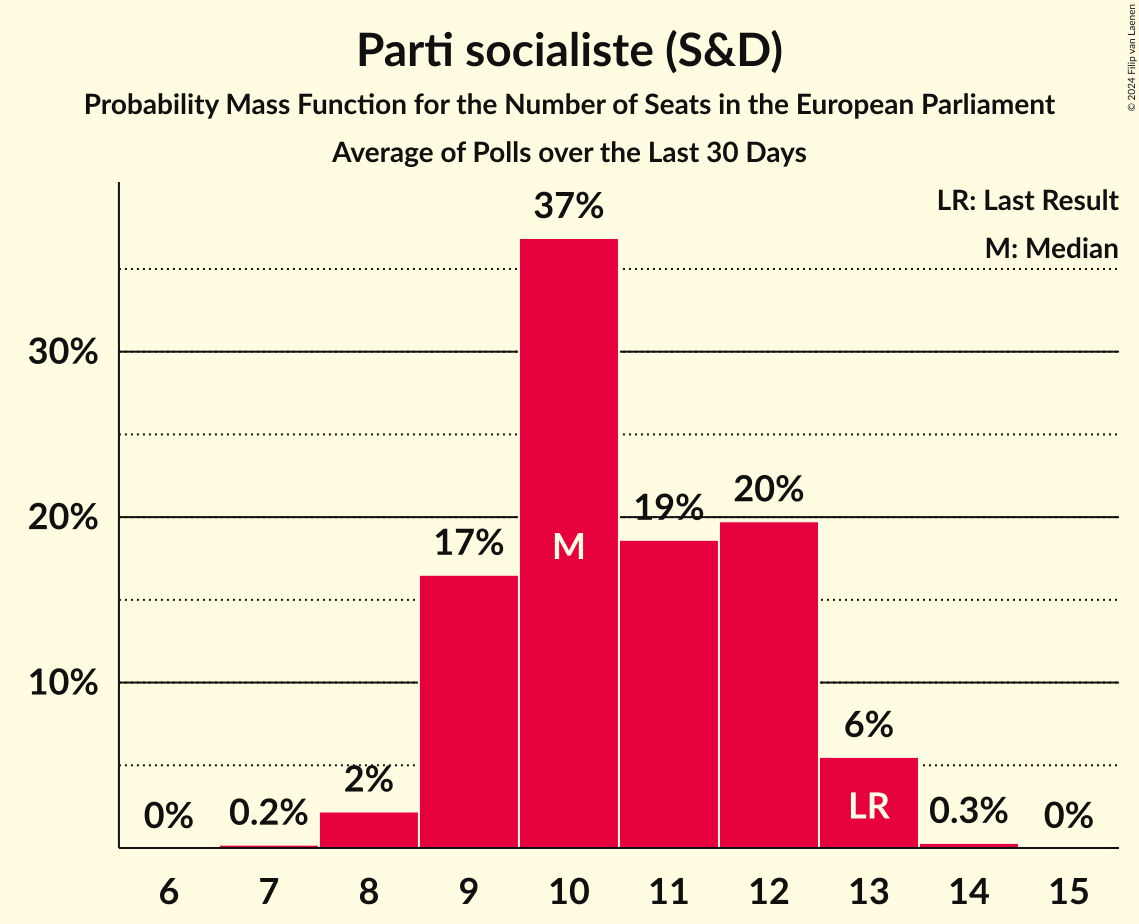 Parti socialiste (S&D)
Probability Mass Function for the Number of Seats in the European Parliament
Average of Polls over the Last 30 Days
© 2024 Filip van Laenen
LR: Last Result
M: Median
37%
30%
20%
19%
20%
17%
M
10%
6%
2%
LR
0%
0.2%
0.3%
0%
6 7 8 9 10 11 12 13 14 15